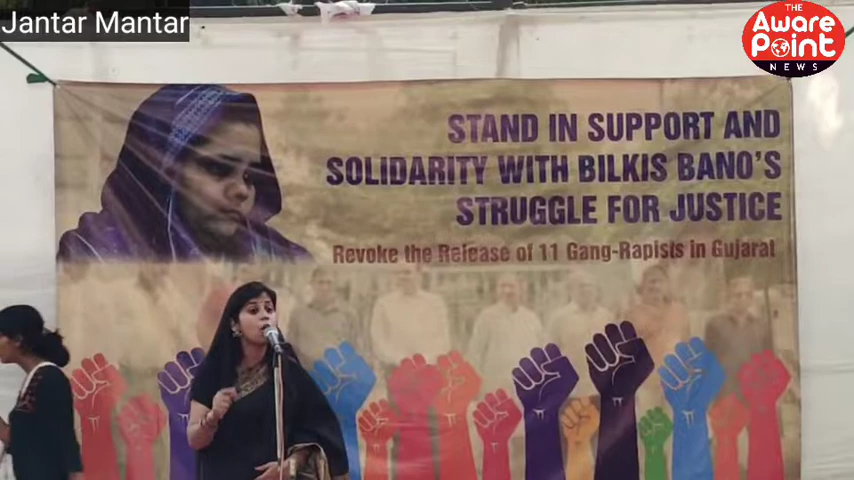 Jantar Mantar
THE
Aware
Point
NEWS
STAND IN SUPPORT AND
SOLIDARITY WITH BILKIS BANO'S
STRUGGLE FOR JUSTICE
Revoke the Release of 11 Gang-Rapists in Gujarat